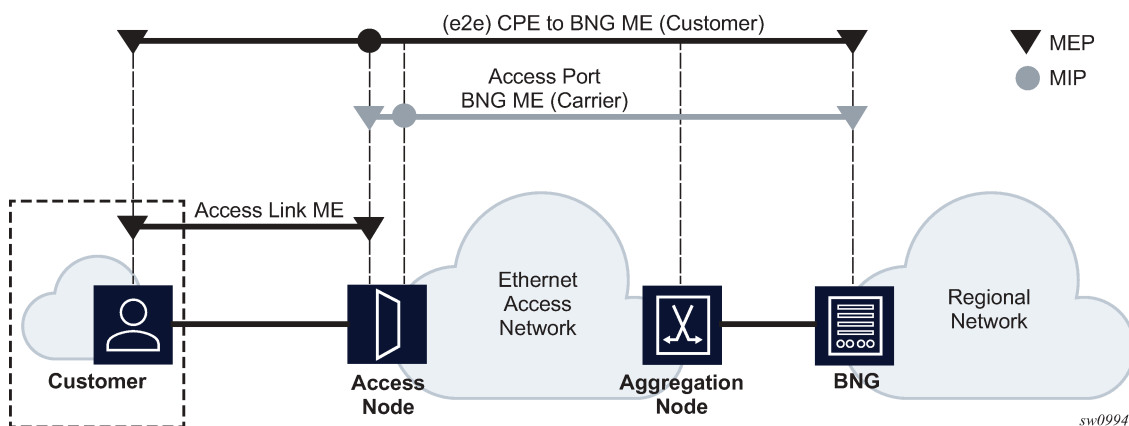 (e2e) CPE to BNG ME (Customer)
MEP
MIP
Access Port
BNG ME (Carrier)
Access Link ME
Ethernet
Access
Network
Regional
Network
Customer
Access
Node
Aggregation
Node
BNG
sw0994